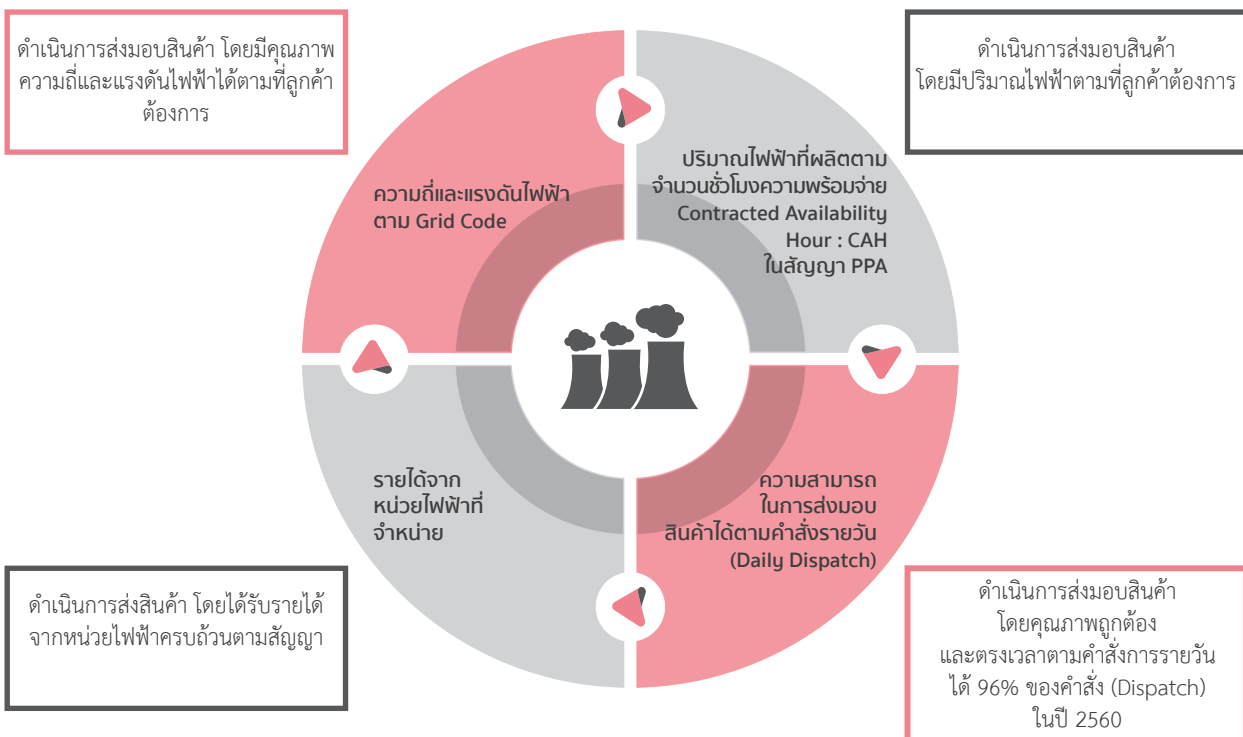 ดำเนินการส่งมอบสินค้า โดยมีคุณภาพ
ความถี่และแรงดันไฟฟ้าได้ตามที่ลูกค้า
ต้องการ
ดำเนินการส่งมอบสินค้า
โดยมีปริมาณไฟฟ้าตามที่ลูกค้าต้องการ
ความถี่และแรงดันไฟฟ้า
ตาม Grid Code
ปริมาณไฟฟ้าที่ผลิตตาม
จำนวนชั่วโมงความพร้อมจ่าย
Contracted Availability
Hour : CAH
ในสัญญา PPA
รายได้จาก
หน่วยไฟฟ้าที่
จำหน่าย
ความสามารถ
ในการส่งมอบ
สินค้าได้ตามคำสั่งรายวัน
(Daily Dispatch)
ดำเนินการส่งสินค้า โดยได้รับรายได้
จากหน่วยไฟฟ้าครบถ้วนตามสัญญา
ดำเนินการส่งมอบสินค้า
โดยคุณภาพถูกต้อง
และตรงเวลาตามคำสั่งการรายวัน
ได้ 96% ของคำสั่ง (Dispatch)
ในปี 2560